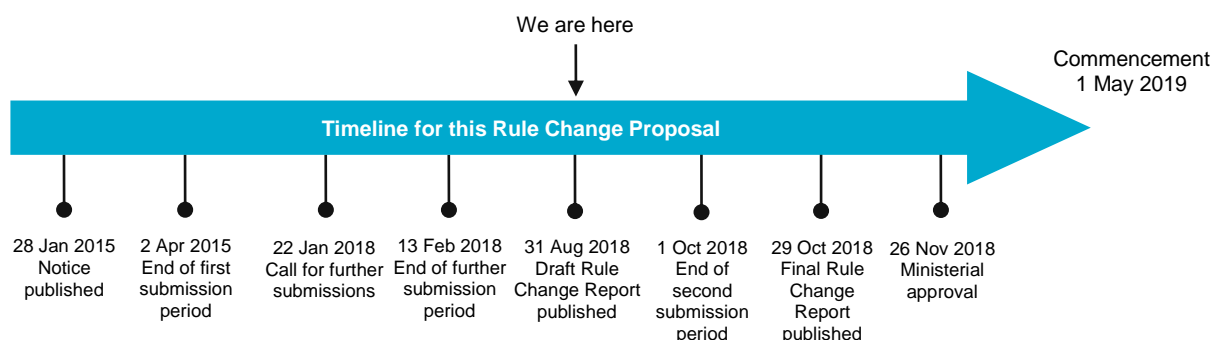 We are here
Commencement
1 May 2019
Timeline for this Rule Change Proposal
28 Jan 2015
Notice
published
2 Apr 2015
End of first
submission
period
22 Jan 2018
Call for further
submissions
13 Feb 2018
End of further
submission
period
31 Aug 2018
Draft Rule
Change Report
published
1 Oct 2018
End of
second
submission
period
29 Oct 2018
Final Rule
Change
Report
published
26 Nov 2018
Ministerial
approval